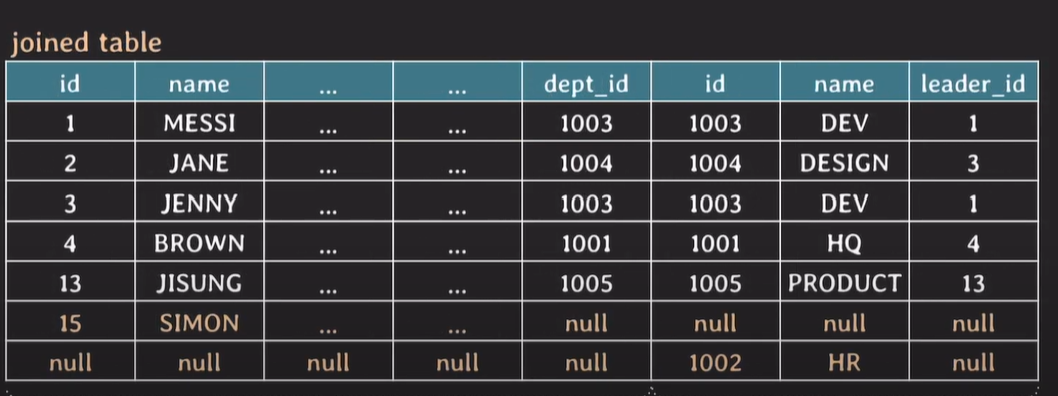 joined table
id name ... ... dept_id id name leader_id
1 MESSI ... ... 1003 1003 DEV 1
2 JANE ... ... 1004 1004 DESIGN 3
3 JENNY ... ... 1003 1003 DEV 1
4 BROWN ... ... 1001 1001 HQ 4
13 JISUNG ... ... 1005 1005 PRODUCT 13
15 SIMON ... ... null null null null
null null null null null 1002 HR null